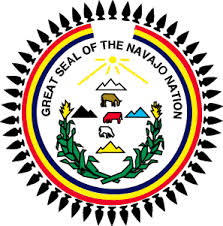 GREAT SEAL OF THE NAVAJO NATION